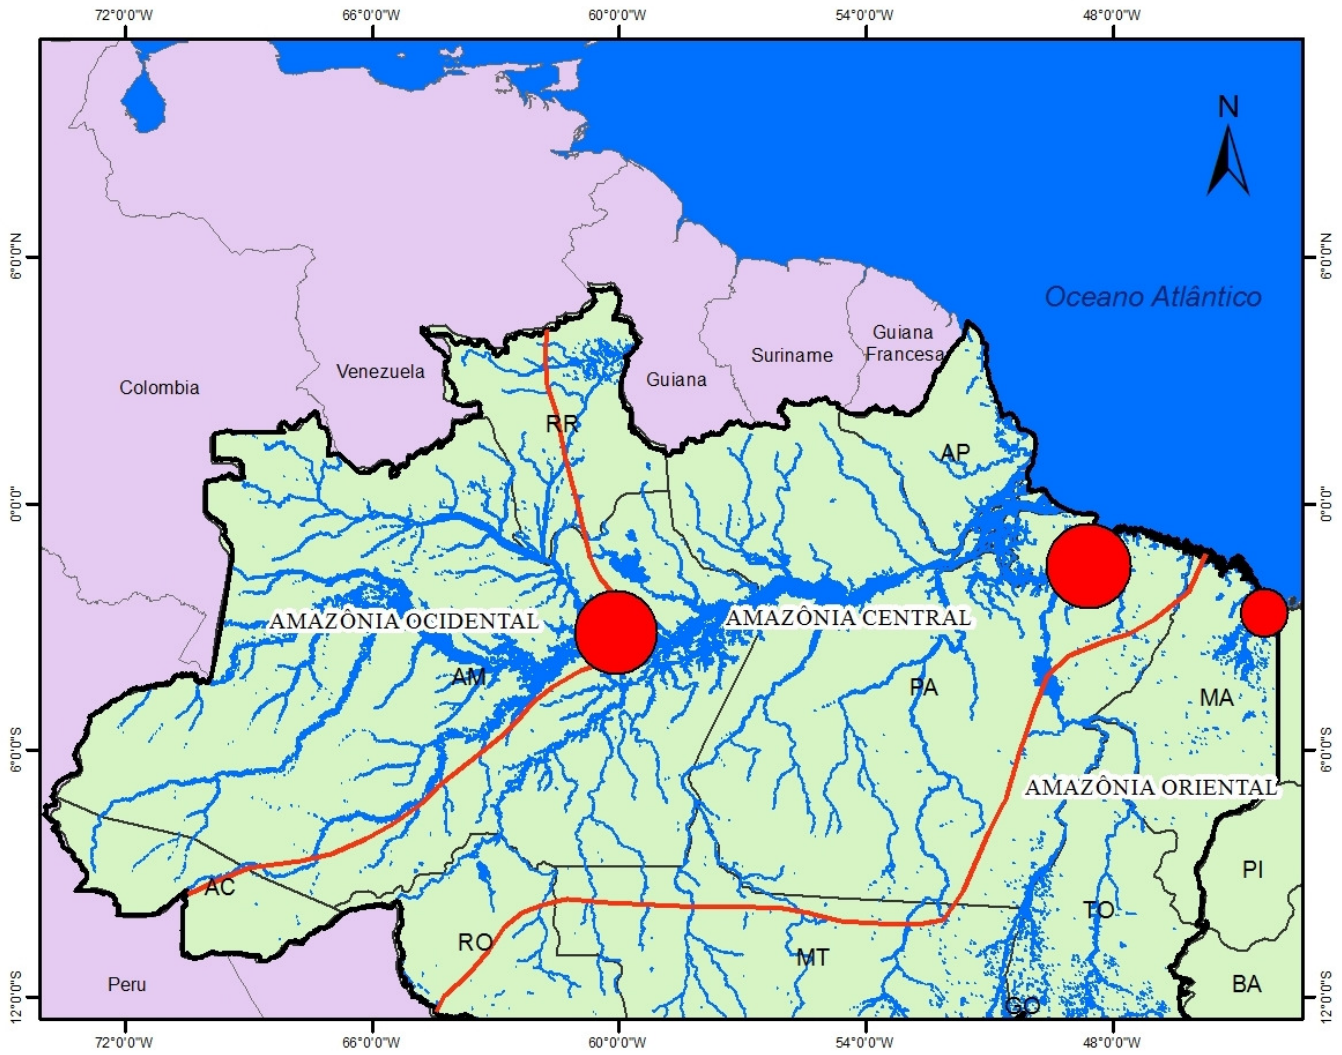 72°0'0"W 66°0'0"W 60°0'0"W 54°0'0"W 48°0'0"W
N
6°0'0"N 6°0'0"N
Oceano Atlântico
Guiana
Francesa
Suriname
Venezuela
Guiana
Colombia
RR
AP
0°0'0" 0°0'0"
AMAZÔNIA OCIDENTAL AMAZÔNIA CENTRAL
AM
PA
MA
6°0'0"S 6°0'0"S
AMAZÔNIA ORIENTAL
PI
AC
TO
RO
MT
Peru
BA
GO
12°0'0"S 12°0'0"S
72°0'0"W 66°0'0"W 60°0'0"W 54°0'0"W 48°0'0"W